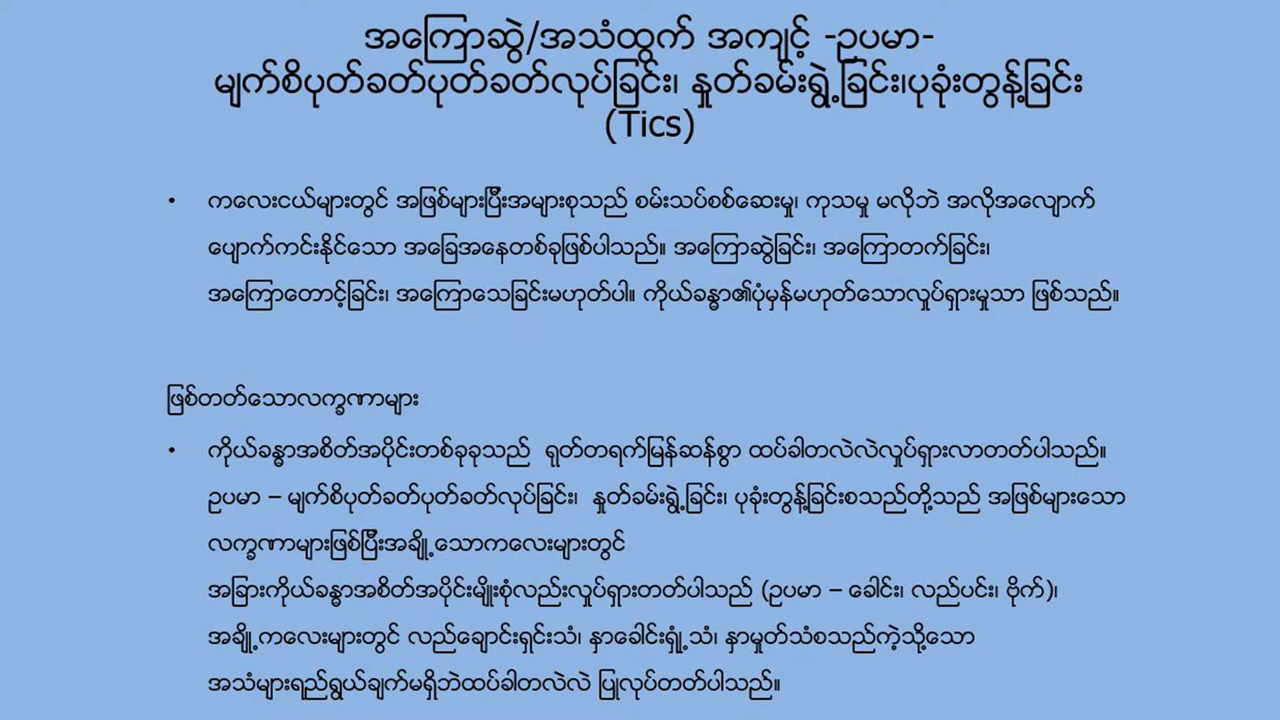 အကြောဆွဲ/အသံထွက် အကျင့် -ဥပမာ-
မျက်စိပုတ်ခတ်ပုတ်ခတ်လုပ်ခြင်း၊ နှုတ်ခမ်းရွဲ့ခြင်း၊ပုခုံးတွန့်ခြင်း
(Tics)
• ကလေးငယ်များတွင် အဖြစ်များပြီးအများစုသည် စမ်းသပ်စစ်ဆေးမှု၊ ကုသမှု မလိုဘဲ အလိုအလျောက်
ပျောက်ကင်းနိုင်သော အခြေအနေတစ်ခုဖြစ်ပါသည်။ အကြောဆွဲခြင်း၊ အကြောတက်ခြင်း၊
အကြောတောင့်ခြင်း၊ အကြောသေခြင်းမဟုတ်ပါ။ ကိုယ်ခန္ဓာ၏ပုံမှန်မဟုတ်သောလှုပ်ရှားမှုသာ ဖြစ်သည်။
ဖြစ်တတ်သောလက္ခဏာများ
• ကိုယ်ခန္ဓာအစိတ်အပိုင်းတစ်ခုခုသည် ရုတ်တရက်မြန်ဆန်စွာ ထပ်ခါတလဲလဲလှုပ်ရှားလာတတ်ပါသည်။
ဥပမာ – မျက်စိပုတ်ခတ်ပုတ်ခတ်လုပ်ခြင်း၊ နှုတ်ခမ်းရွဲ့ခြင်း၊ ပုခုံးတွန့်ခြင်းစသည်တို့သည် အဖြစ်များသော
လက္ခဏာများဖြစ်ပြီးအချို့သောကလေးများတွင်
အခြားကိုယ်ခန္ဓာအစိတ်အပိုင်းမျိုးစုံလည်းလှုပ်ရှားတတ်ပါသည် (ဥပမာ – ခေါင်း၊ လည်ပင်း၊ ဗိုက်)၊
အချို့ကလေးများတွင် လည်ချောင်းရှင်းသံ၊ နှာခေါင်းရှုံ့သံ၊ နှာမှုတ်သံစသည်ကဲ့သို့သော
အသံများရည်ရွယ်ချက်မရှိဘဲထပ်ခါတလဲလဲ ပြုလုပ်တတ်ပါသည်။